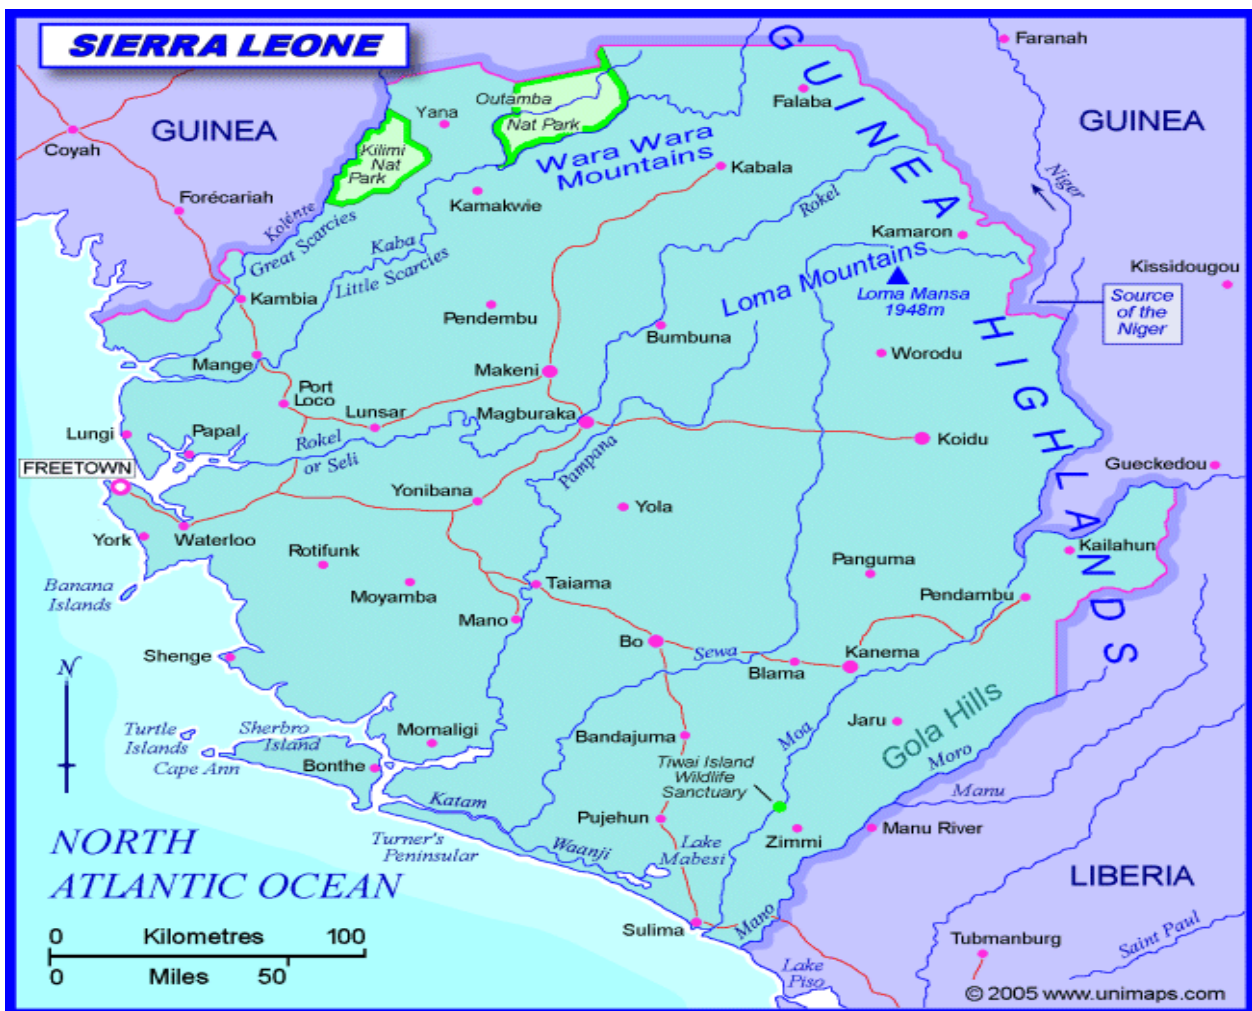 SIERRA LEONE
GUINEA
Coyah
Forécariah
Kolénte
Great Scarcies
Kilimi
Nat
Park
Yana
Outamba
Nat Park
Wara Wara
Mountains
Kamakwie
Kabala
Falaba
Faranah
GUINEA
GUINEA HIGHLANDS
Niger
Kissidougou
Source
of the
Niger
Kamaron
Rokel
Loma Mountains
Loma Mansa
1948m
Kaba
Little Scarcies
Kambia
Pendembu
Bumbuna
Worodu
Mange
Makeni
Port
Loco
Lunsar
Magburaka
Koidu
Gueckedou
Lungi
Papal
Rokel
or Seli
Pampana
FREETOWN
Yonibana
Yola
York
Waterloo
Rotifunk
Panguma
Kailahun
Banana
Islands
Moyamba
Taiama
Pendambu
Mano
Bo
Sewa
Kanema
Shenge
Blama
N
Turtle
Islands
Sherbro
Island
Cape Ann
Momaligi
Bonthe
Bandajuma
Moa
Jaru
Gola Hills
Moro
Tiwai Island
Wildlife
Sanctuary
Manu
Katam
Turner's
Peninsular
Waanji
Pujehun
Lake
Mabesi
Zimmi
Manu River
NORTH
ATLANTIC OCEAN
LIBERIA
Sulima
Mano
Tubmanburg
Saint Paul
Lake
Piso
0 Kilometres 100
0 Miles 50
© 2005 www.unimaps.com